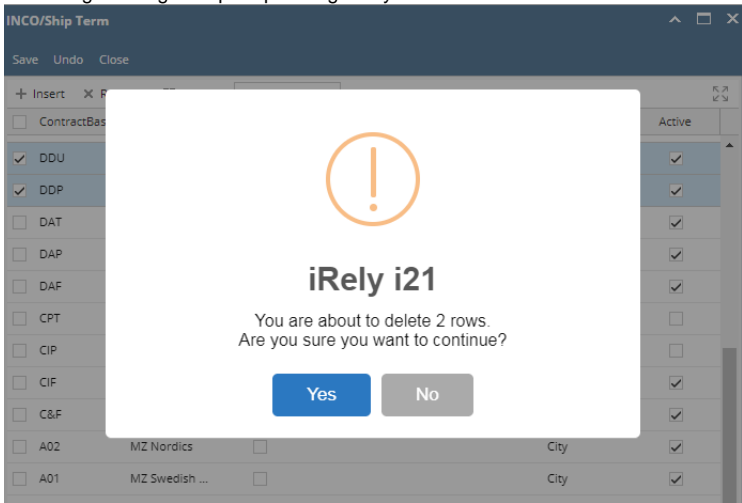 INCO/Ship Term
Save Undo Close
Insert
ContractBas
Active
DDU
DDP
DAT
DAP
DAF
CPT
CIP
CIF
C&F
iRely i21
You are about to delete 2 rows.
Are you sure you want to continue?
Yes No
A02 MZ Nordics City
A01 MZ Swedish ... City